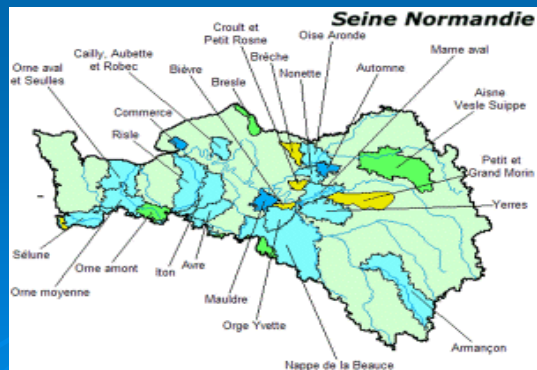 Seine Normandie
Croult et
Petit Rosne
Oise Aronde
Cailly, Aubette
et Robec
Brèche
Marne aval
Orne aval
et Seulles
Bièvre
Nonette
Automne
Bresle
Aisne
Vesle Suippe
Commerce
Risle
Petit et
Grand Morin
Yerres
Sélune
Orne amont
Iton
Avre
Orne moyenne
Mauldre
Orge Yvette
Armançon
Nappe de la Beauce